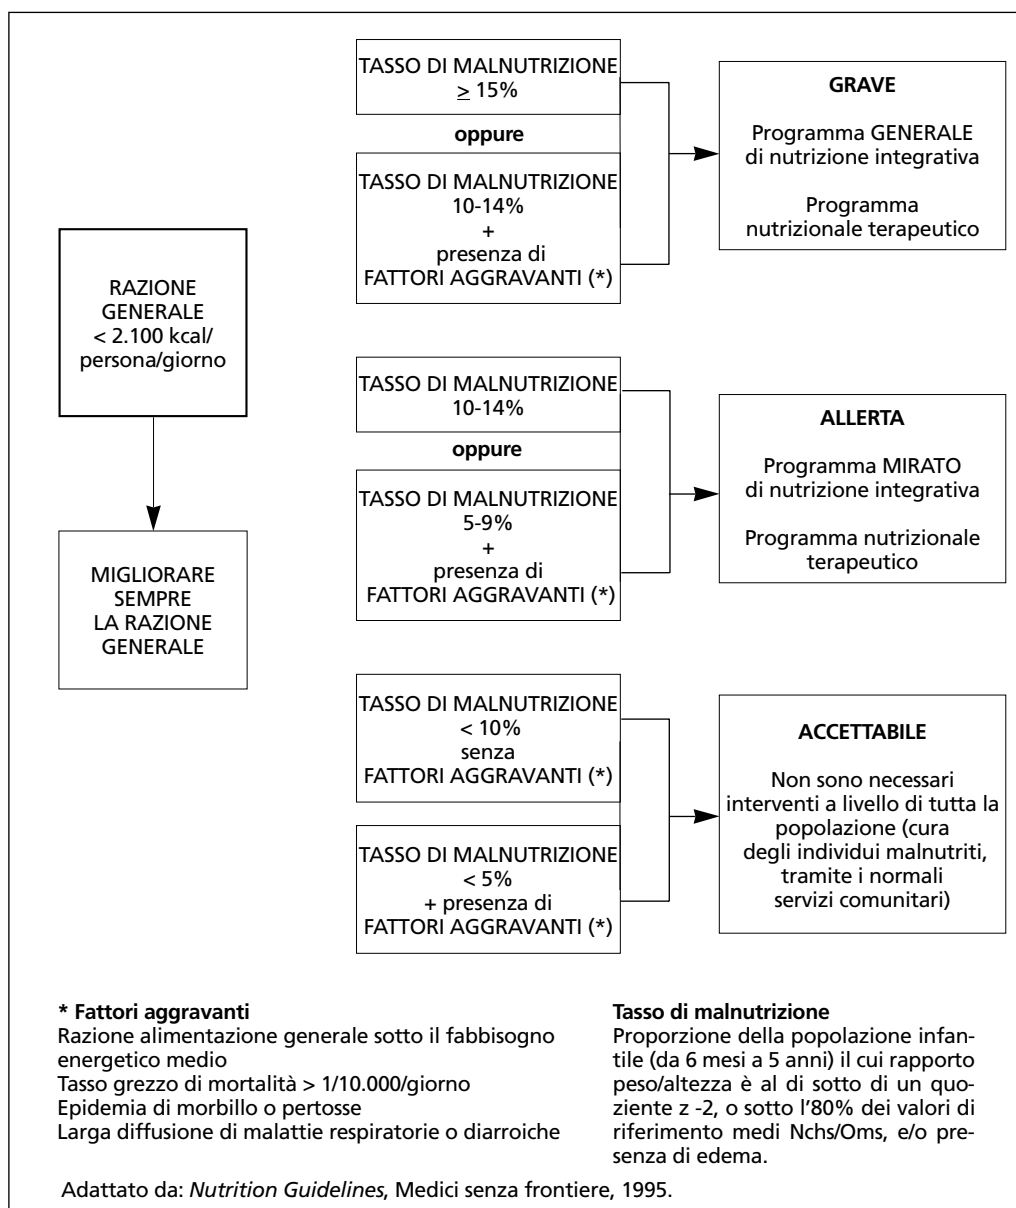 RAZIONE
GENERALE
< 2.100 kcal/
persona/giorno
MIGLIORARE
SEMPRE
LA RAZIONE
GENERALE
TASSO DI MALNUTRIZIONE
≥ 15%
oppure
TASSO DI MALNUTRIZIONE
10-14%
+
presenza di
FATTORI AGGRAVANTI (*)
GRAVE
Programma GENERALE
di nutrizione integrativa
Programma
nutrizionale terapeutico
TASSO DI MALNUTRIZIONE
10-14%
oppure
TASSO DI MALNUTRIZIONE
5-9%
+
presenza di
FATTORI AGGRAVANTI (*)
ALLERTA
Programma MIRATO
di nutrizione integrativa
Programma nutrizionale
terapeutico
TASSO DI MALNUTRIZIONE
< 10%
senza
FATTORI AGGRAVANTI (*)
TASSO DI MALNUTRIZIONE
< 5%
+ presenza di
FATTORI AGGRAVANTI (*)
ACCETTABILE
Non sono necessari
interventi a livello di tutta la
popolazione (cura
degli individui malnutriti,
tramite i normali
servizi comunitari)
* Fattori aggravanti
Razione alimentazione generale sotto il fabbisogno
energetico medio
Tasso grezzo di mortalità > 1/10.000/giorno
Epidemia di morbillo o pertosse
Larga diffusione di malattie respiratorie o diarroiche
Tasso di malnutrizione
Proporzione della popolazione infan-
tile (da 6 mesi a 5 anni) il cui rapporto
peso/altezza è al di sotto di un quo-
ziente z -2, o sotto l'80% dei valori di
riferimento medi Nchs/Oms, e/o pre-
senza di edema.
Adattato da: Nutrition Guidelines, Medici senza frontiere, 1995.